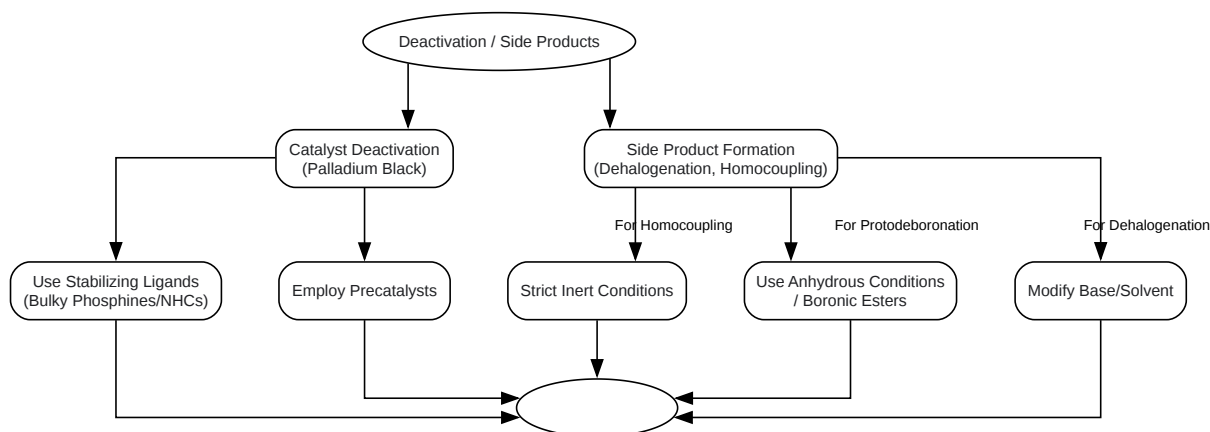 Deactivation / Side Products
Catalyst Deactivation
(Palladium Black)
Side Product Formation
(Dehalogenation, Homocoupling)
For Homocoupling
For Protodeboronation
For Dehalogenation
Use Stabilizing Ligands
(Bulky Phosphines/NHCs)
Employ Precatalysts
Strict Inert Conditions
Use Anhydrous Conditions
/ Boronic Esters
Modify Base/Solvent